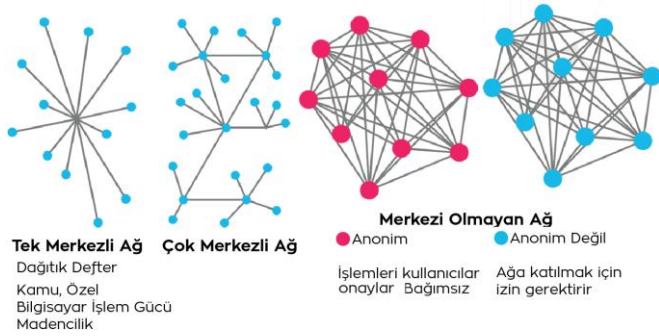 Tek Merkezli Ağ
Dağıtık Defter
Kamu, Özel
Bilgisayar İşlem Gücü
Madencilik
Çok Merkezli Ağ
Merkezi Olmayan Ağ
Anonim
İşlemleri kullanıcılar
onaylar Bağımsız
Anonim Değil
Ağa katılmak için
izin gerektirir